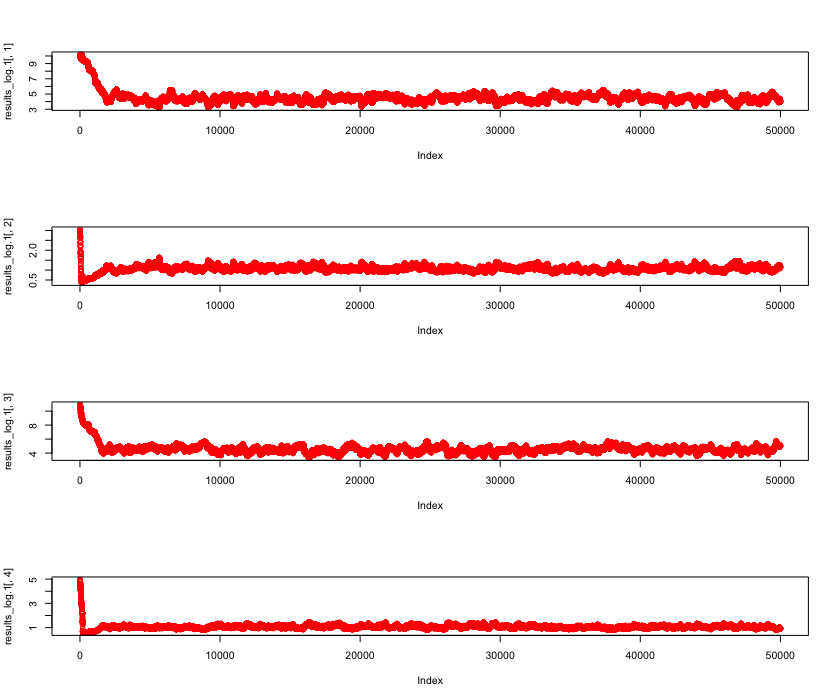 results_log.1[, 1]
3 5 7 9
0 10000 20000 30000 40000 50000
Index
results_log.1[, 2]
0.5 2.0
0 10000 20000 30000 40000 50000
Index
results_log.1[, 3]
4 8
0 10000 20000 30000 40000 50000
Index
results_log.1[, 4]
1 3 5
0 10000 20000 30000 40000 50000
Index